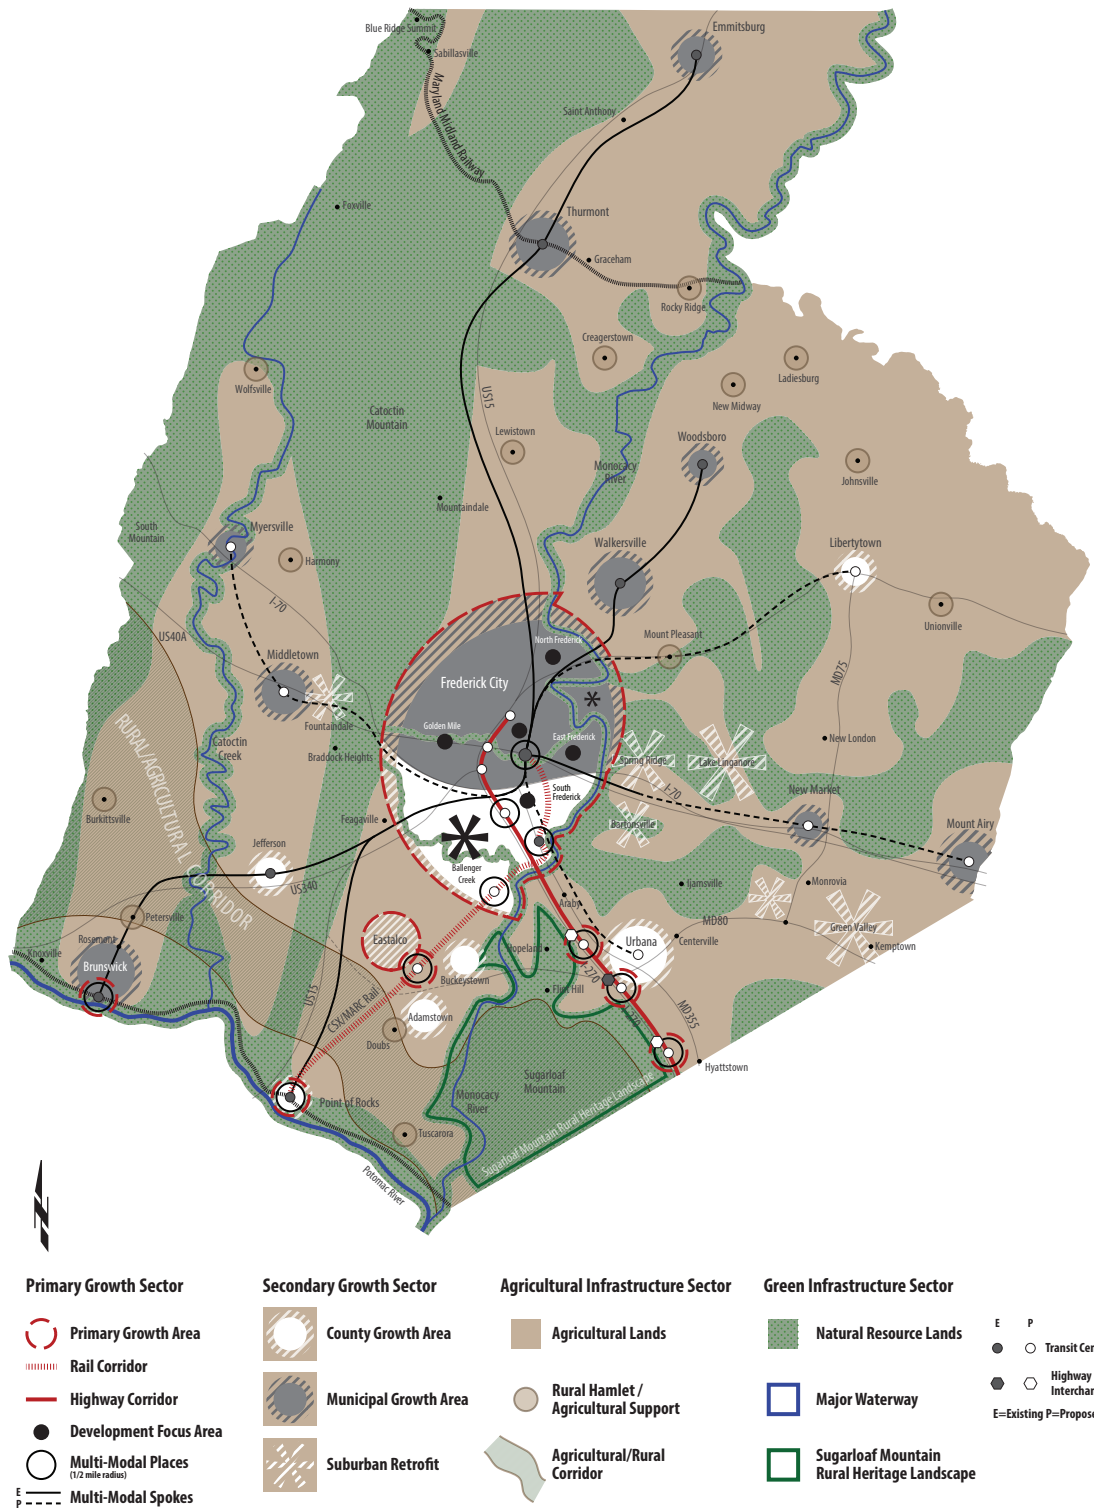 Emmitsburg
Blue Ridge Summit
Sabillasville
Maryland Midland Railway
Saint Anthony
Foxville
Thurmont
Graceham
Rocky Ridge
Creagerstown
Ladiesburg
Wolfsville
New Midway
US15
Catoctin
Mountain
Lewistown
Woodsboro
Monocacy
River
Johnsville
Mountaindale
South
Mountain
Myersville
Walkersville
Libertytown
Harmony
I-70
US40A
Unionville
North Frederick
Mount Pleasant
Middletown
Frederick City
MD75
Fountaindale
Golden Mile
East Frederick
RURAL/AGRICULTURAL CORRIDOR
Catoctin
Creek
Braddock Heights
New London
Spring Ridge
Lake Linganore
I-70
New Market
South
Frederick
Burkittsville
Feagaville
Bartonsville
Mount Airy
Jefferson
Ballenger
Creek
US340
Ijamsville
Monrovia
Araby
Petersville
MD80
Green Valley
Rosemont
Eastalco
Hopeland
Urbana
Centerville
Kemptown
Knoxville
Brunswick
Buckeystown
I-270
Flint Hill
US15
CSX/MARC Rail
Adamstown
I-270
MD355
Doubs
Hyattstown
Sugarloaf
Mountain
Point of Rocks
Monocacy
River
Tuscarora
Sugarloaf Mountain Rural Heritage Landscape
Potomac River
N
Primary Growth Sector
Primary Growth Area
Rail Corridor
Highway Corridor
Development Focus Area
Multi-Modal Places
(1/2 mile radius)
E
P
Multi-Modal Spokes
Secondary Growth Sector
County Growth Area
Municipal Growth Area
Suburban Retrofit
Agricultural Infrastructure Sector
Agricultural Lands
Rural Hamlet /
Agricultural Support
Agricultural/Rural
Corridor
Green Infrastructure Sector
Natural Resource Lands
Major Waterway
Sugarloaf Mountain
Rural Heritage Landscape
E P
Transit Cen
Highway
Interchan
E=Existing P=Propose